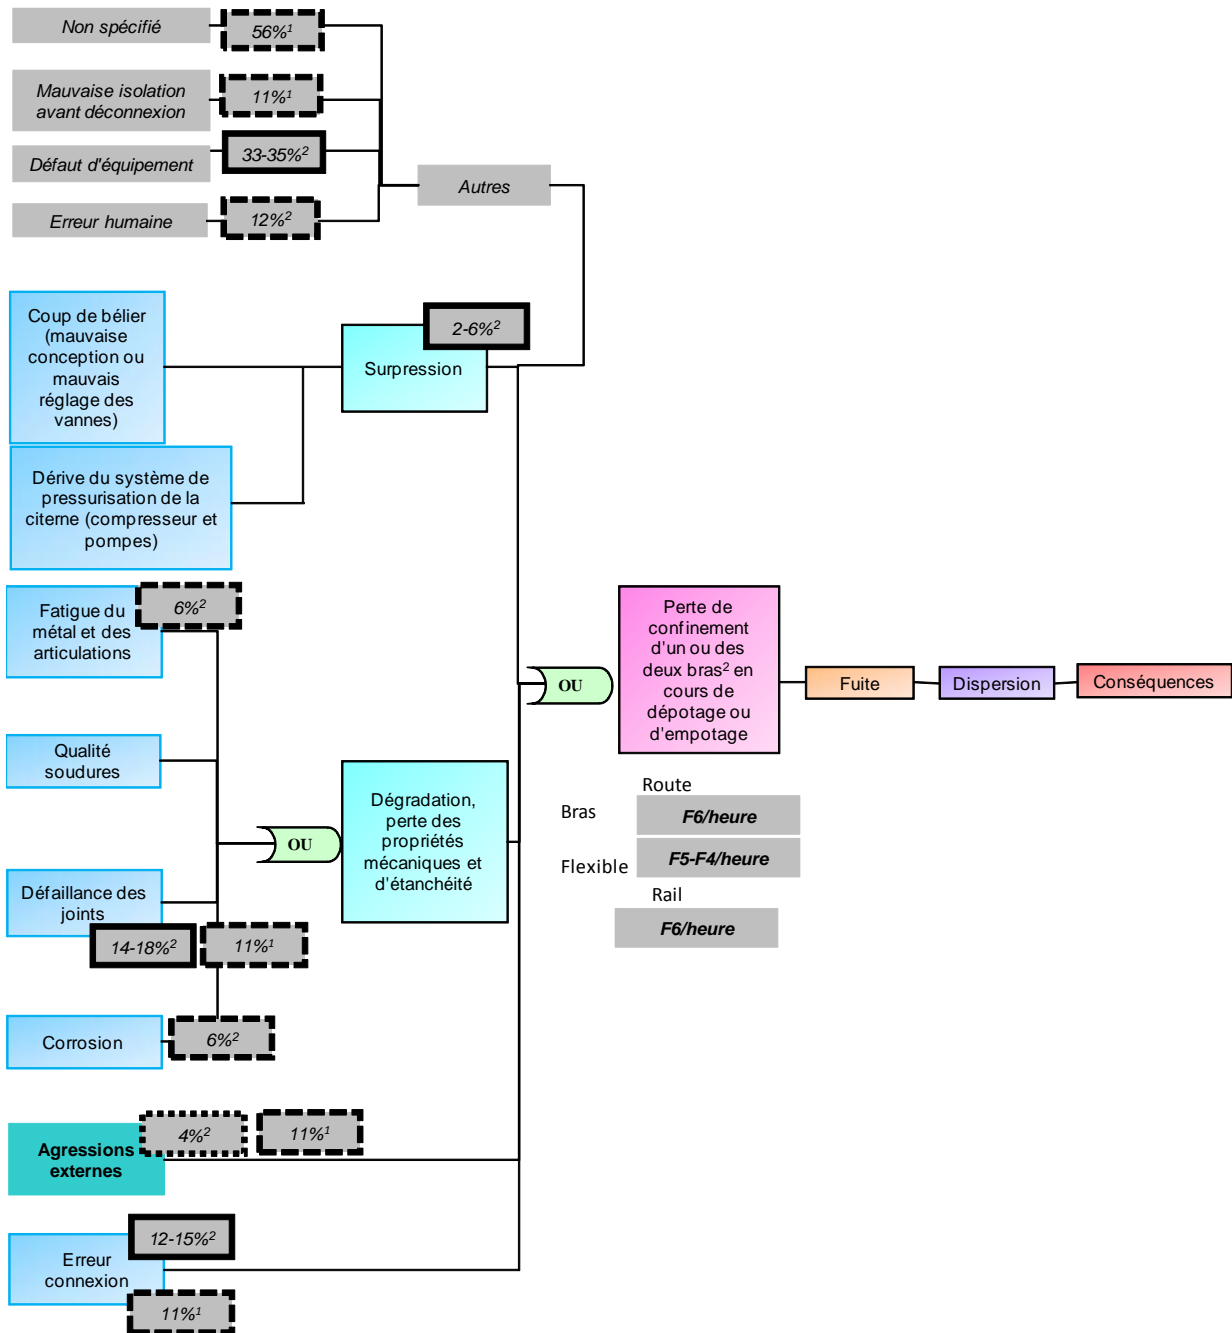 Non spécifié
56%¹
Mauvaise isolation
avant déconnexion
11%¹
Défaut d'équipement
33-35%²
Erreur humaine
12%²
Autres
Coup de bélier
(mauvaise
conception ou
mauvais
réglage des
vannes)
2-6%²
Surpression
Dérive du système de
pressurisation de la
citerne (compresseur et
pompes)
Fatigue du
métal et des
articulations
6%²
Qualité
soudures
Défaillance des
joints
14-18%²
11%¹
Corrosion
6%²
OU
Dégradation,
perte des
propriétés
mécaniques et
d'étanchéité
Agressions
externes
4%²
11%¹
Erreur
connexion
12-15%²
11%¹
OU
Perte de
confinement
d'un ou des
deux bras² en
cours de
dépotage ou
d'empotage
Fuite
Dispersion
Conséquences
Route
Bras
F6/heure
Flexible
F5-F4/heure
Rail
F6/heure